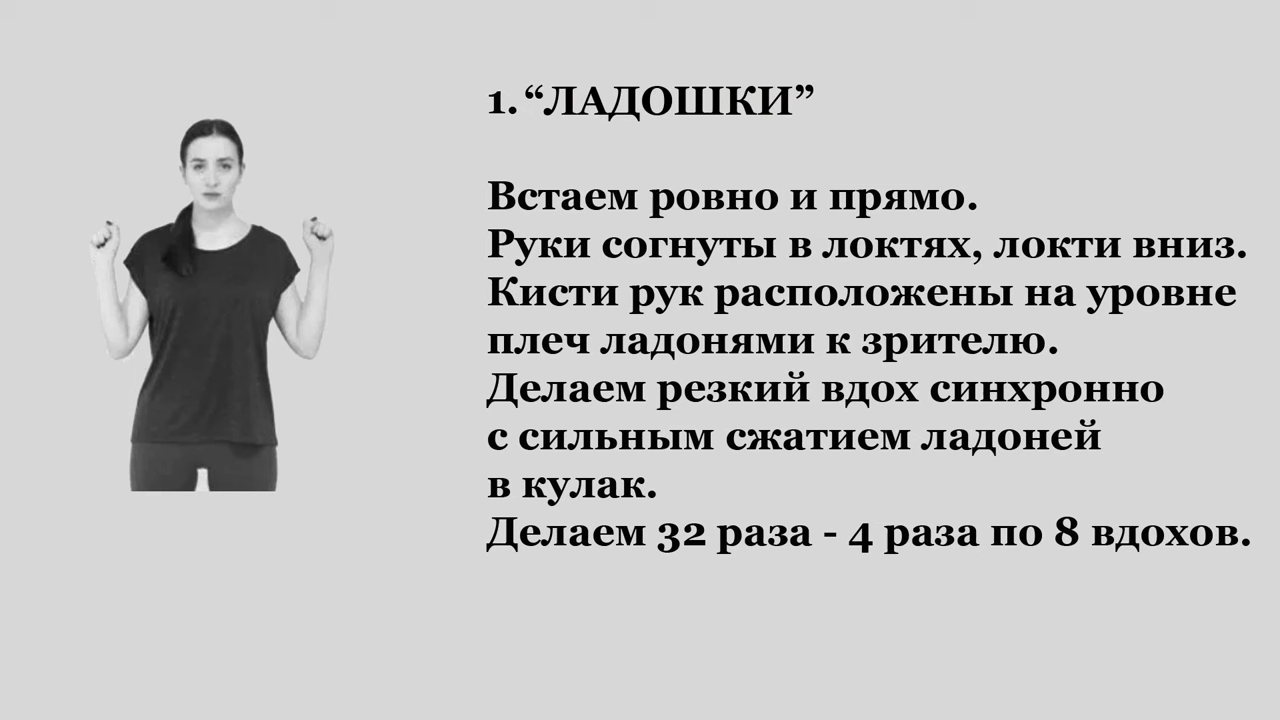 1. “ЛАДОШКИ”
Встаем ровно и прямо.
Руки согнуты в локтях, локти вниз.
Кисти рук расположены на уровне
плеч ладонями к зрителю.
Делаем резкий вдох синхронно
с сильным сжатием ладоней
в кулак.
Делаем 32 раза - 4 раза по 8 вдохов.